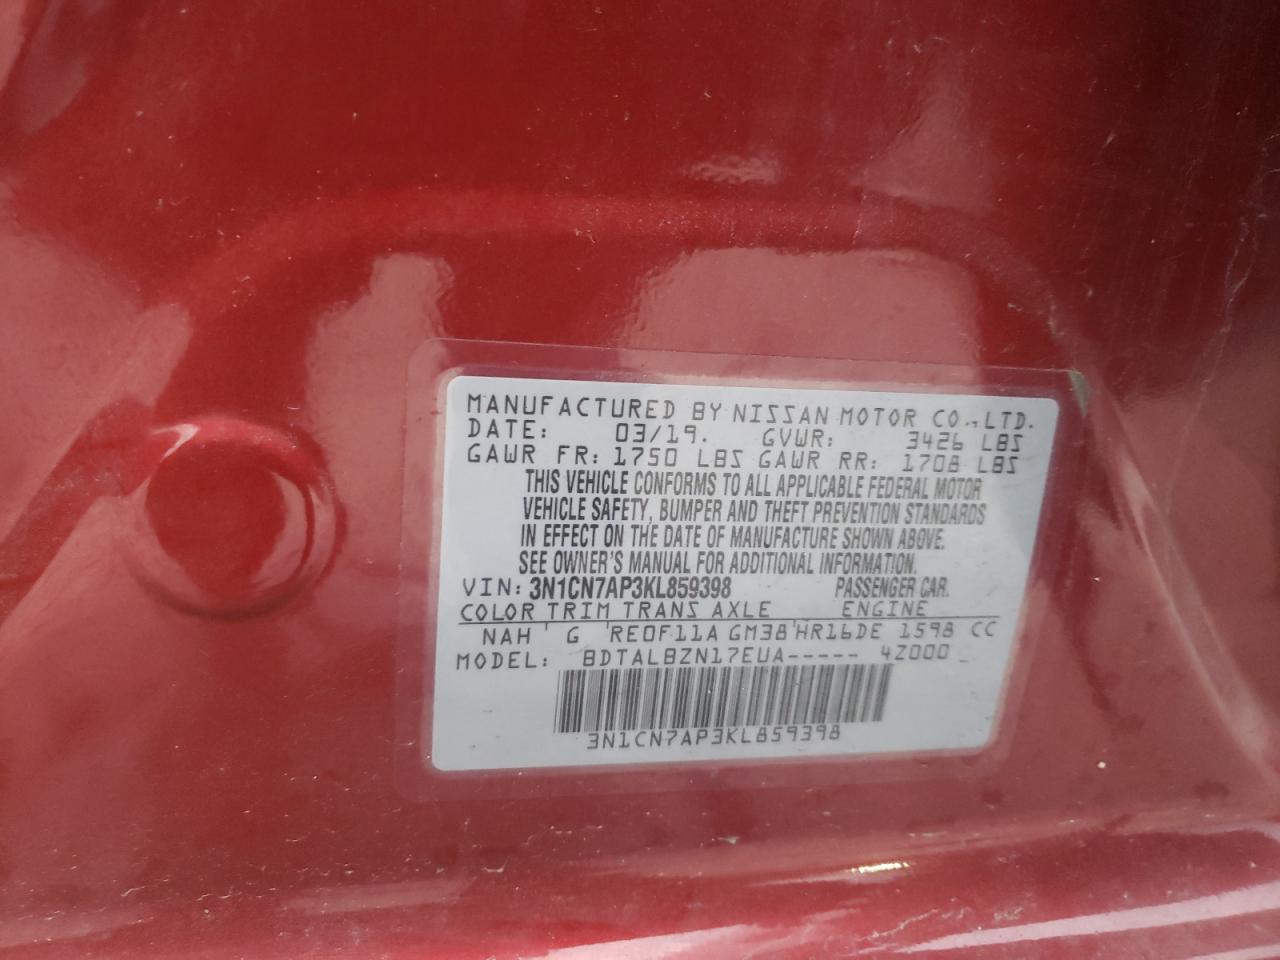 MANUFACTURED BY NISSAN MOTOR CO., LTD.
DATE: 03/19. GVWR: 3426 LBS
GAWR FR: 1750 LBS GAWR RR: 1708 LBS
THIS VEHICLE CONFORMS TO ALL APPLICABLE FEDERAL MOTOR
VEHICLE SAFETY, BUMPER AND THEFT PREVENTION STANDARDS
IN EFFECT ON THE DATE OF MANUFACTURE SHOWN ABOVE.
SEE OWNER'S MANUAL FOR ADDITIONAL INFORMATION.
VIN: 3N1CN7AP3KL859398 PASSENGER CAR.
COLOR TRIM TRANS AXLE ENGINE
NAH G RE0F11A GM38 HR16DE 1598 CC
MODEL: BDTALBZN17EUA----- 4Z000
3N1CN7AP3KL859398